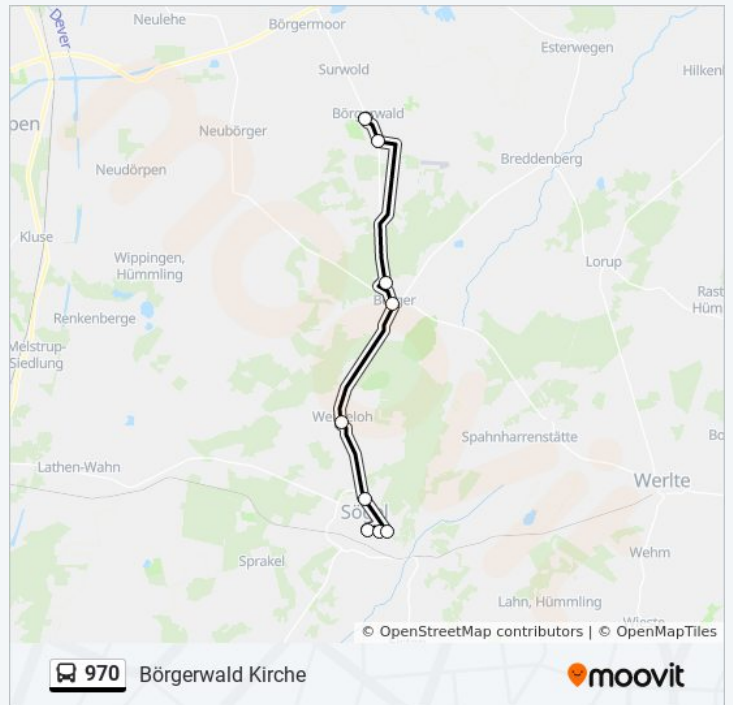 Dever
Neulehe
Börgermoor
Esterwegen
Surwold
Hilken
Börgerwald
pen
Neubörger
Breddenberg
Neudörpen
Kluse
Wippingen,
Hümmling
Lorup
Renkenberge
Rast
Hüm
Melstrup-
Siedlung
Spahnharrenstätte
Bo
Lathen-Wahn
Werlte
Sprakel
Wehm
Lahn, Hümmling
© OpenStreetMap contributors | © OpenMapTiles
970 Börgerwald Kirche
moovit